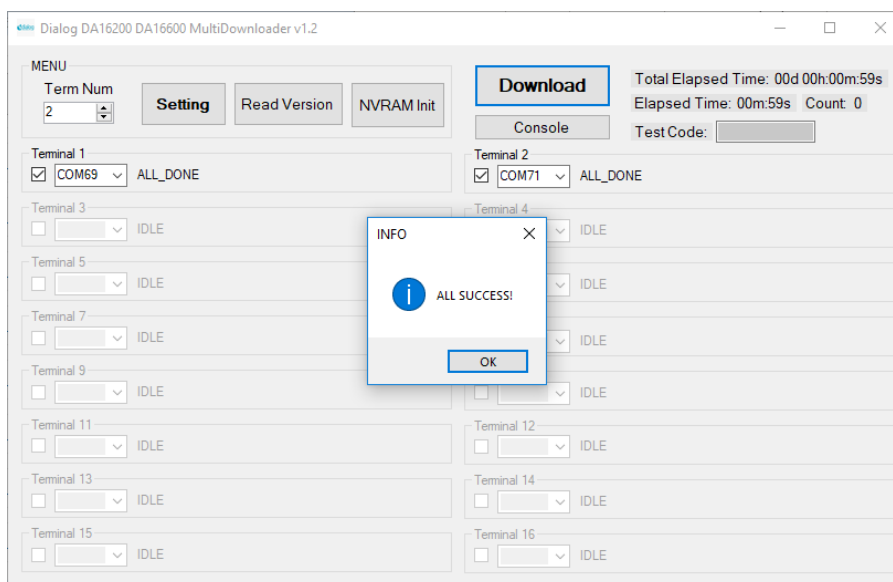 Dialog DA16200 DA16600 MultiDownloader v1.2
MENU
Term Num
2
Setting
Read Version
NVRAM Init
Download
Console
Total Elapsed Time: 00d 00h:00m:59s
Elapsed Time: 00m:59s Count: 0
Test Code:
Terminal 1
COM69 ALL_DONE
Terminal 2
COM71 ALL_DONE
Terminal 3
IDLE
Terminal 4
IDLE
Terminal 5
IDLE
IDLE
Terminal 7
IDLE
IDLE
Terminal 9
IDLE
IDLE
Terminal 11
IDLE
Terminal 12
IDLE
Terminal 13
IDLE
Terminal 14
IDLE
Terminal 15
IDLE
Terminal 16
IDLE
INFO
ALL SUCCESS!
OK